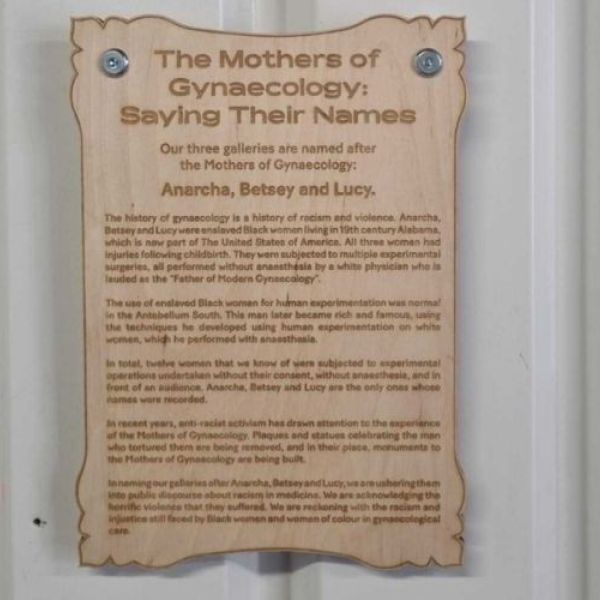 The Mothers of
Gynaecology:
Saying Their Names
Our three galleries are named after
the Mothers of Gynaecology:
Anarcha, Betsey and Lucy.
The history of gynaecology is a history of racism and violence. Anarcha,
Betsey and Lucy were enslaved Black women living in 19th century Alabama,
which is now part of The United States of America. All three women had
injuries following childbirth. They were subjected to multiple experimental
surgeries, all performed without anaesthesia by a white physician who is
lauded as the "Father of Modern Gynaecology".
The use of enslaved Black women for human experimentation was normal
in the Antebellum South. This man later became rich and famous, using
the techniques he developed using human experimentation on white
women, which he performed with anaesthesia.
In total, twelve women that we know of were subjected to experimental
operations undertaken without their consent, without anaesthesia, and in
front of an audience. Anarcha, Betsey and Lucy are the only ones whose
names were recorded.
In recent years, anti-racist activism has drawn attention to the experience
of the Mothers of Gynaecology. Plaques and statues celebrating the man
who tortured them are being removed, and in their place, monuments to
the Mothers of Gynaecology are being built.
In naming our galleries after Anarcha, Betsey and Lucy, we are ushering them
into public discourse about racism in medicine. We are acknowledging the
horrific violence that they suffered. We are reckoning with the racism and
injustice still faced by Black women and women of colour in gynaecological
care.